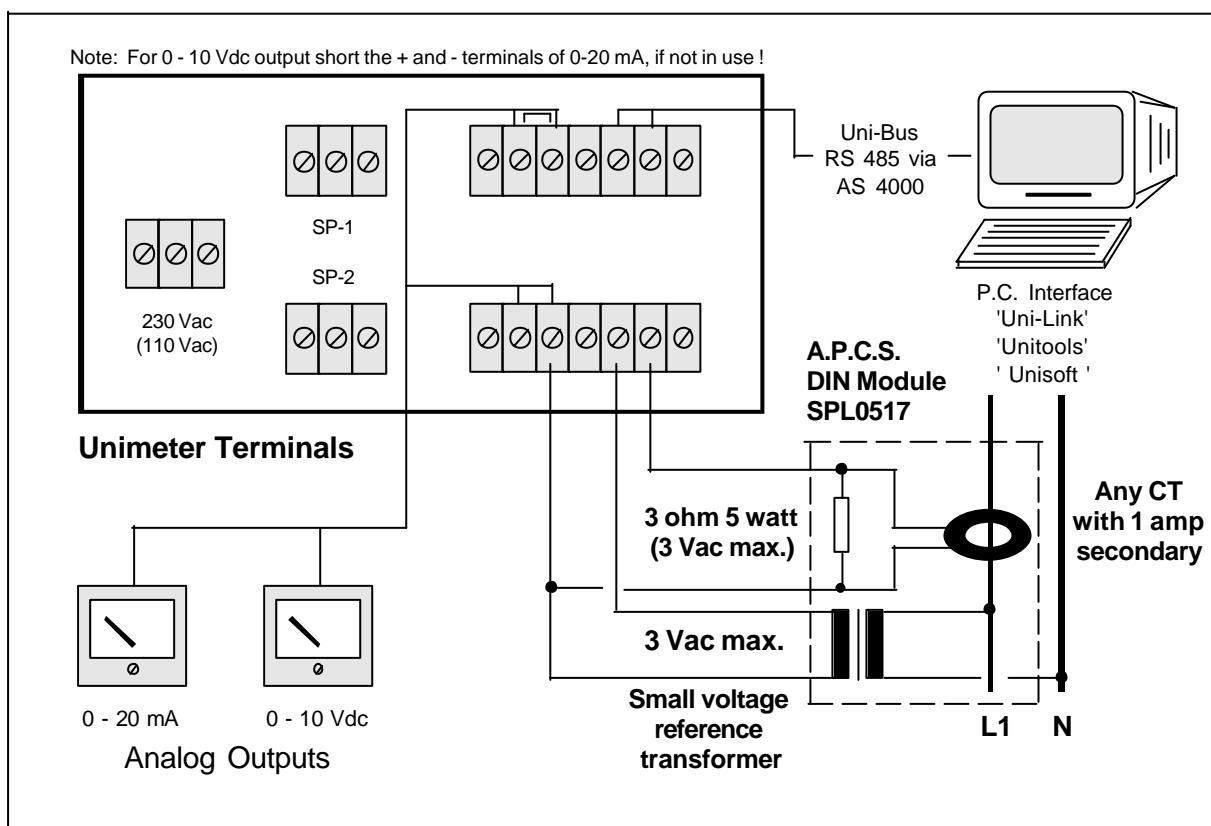 Note: For 0 - 10 Vdc output short the + and - terminals of 0-20 mA, if not in use !
Uni-Bus
RS 485 via
AS 4000
SP-1
SP-2
230 Vac
(110 Vac)
P.C. Interface
'Uni-Link'
'Unitools'
' Unisoft '
A.P.C.S.
DIN Module
SPL0517
Unimeter Terminals
3 ohm 5 watt
(3 Vac max.)
Any CT
with 1 amp
secondary
3 Vac max.
Small voltage
reference
transformer
L1 N
0 - 20 mA 0 - 10 Vdc
Analog Outputs